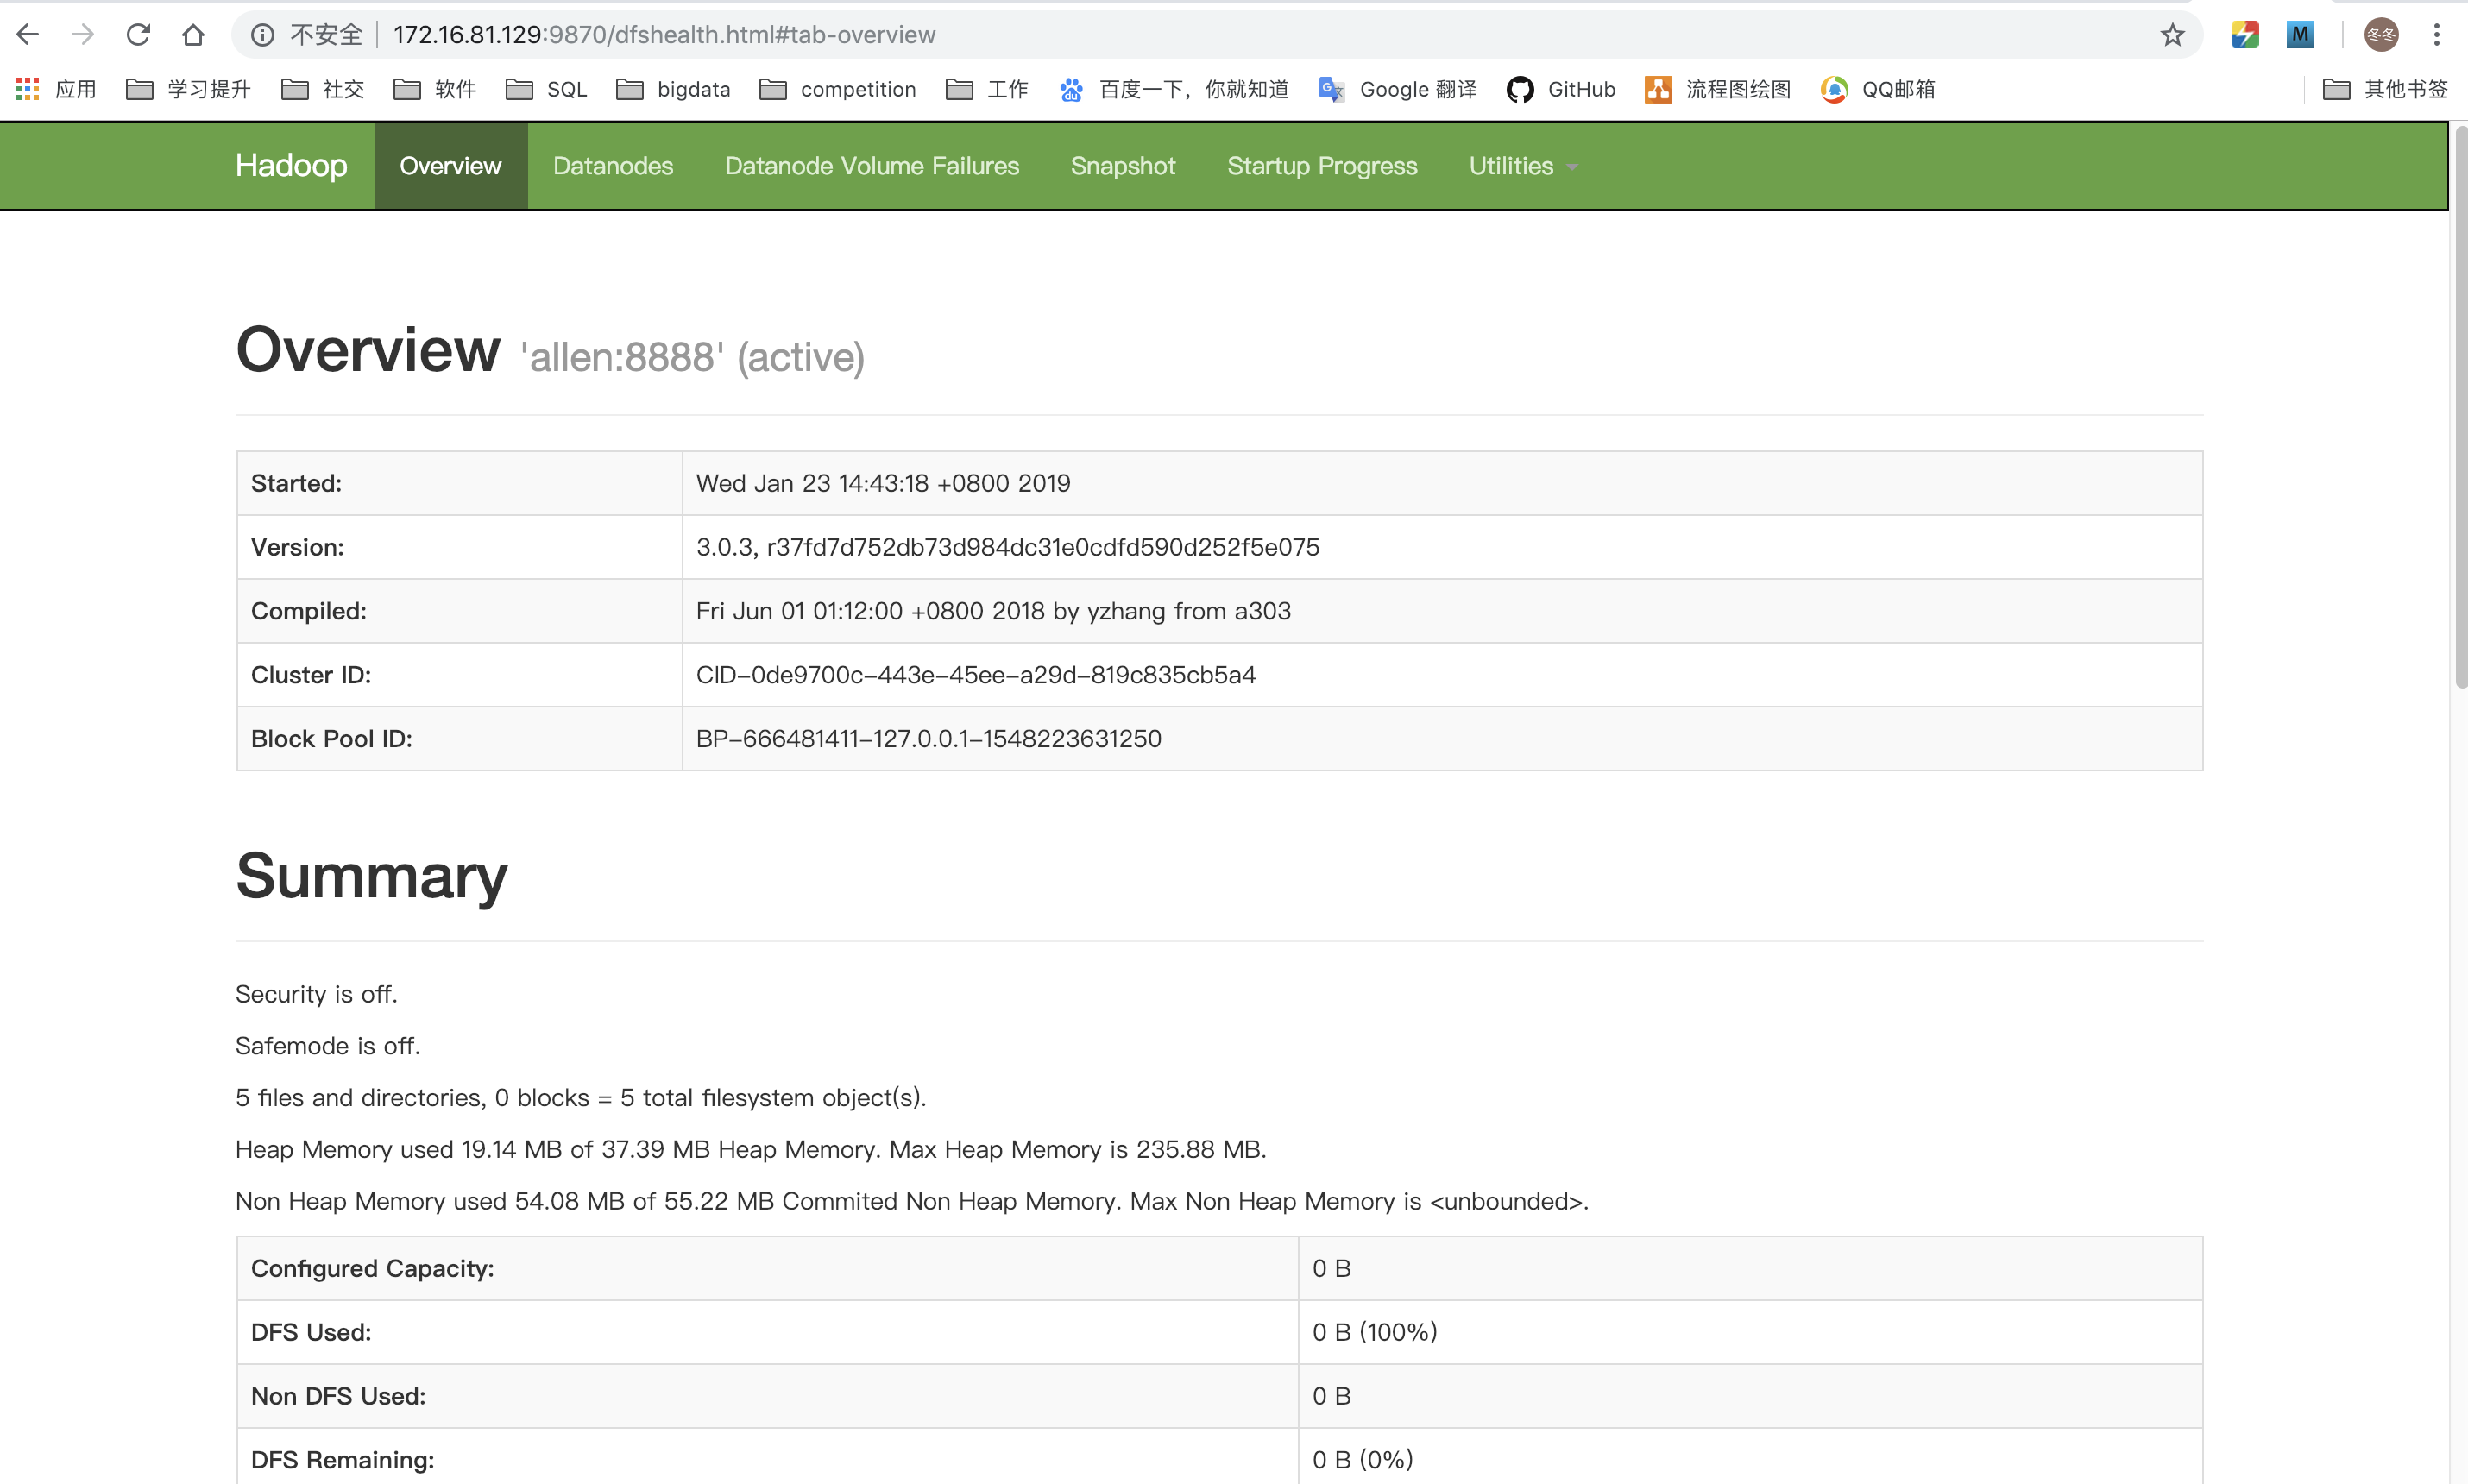 不安全 172.16.81.129:9870/dfshealth.html#tab-overview M 冬冬
应用 学习提升 社交 软件 SQL bigdata competition 工作 du 百度一下，你就知道 Google 翻译 GitHub 流程图绘图 QQ邮箱 其他书签
Hadoop Overview Datanodes Datanode Volume Failures Snapshot Startup Progress Utilities
Overview 'allen:8888' (active)
Started: Wed Jan 23 14:43:18 +0800 2019
Version: 3.0.3, r37fd7d752db73d984dc31e0cdfd590d252f5e075
Compiled: Fri Jun 01 01:12:00 +0800 2018 by yzhang from a303
Cluster ID: CID-0de9700c-443e-45ee-a29d-819c835cb5a4
Block Pool ID: BP-666481411-127.0.0.1-1548223631250
Summary
Security is off.
Safemode is off.
5 files and directories, 0 blocks = 5 total filesystem object(s).
Heap Memory used 19.14 MB of 37.39 MB Heap Memory. Max Heap Memory is 235.88 MB.
Non Heap Memory used 54.08 MB of 55.22 MB Commited Non Heap Memory. Max Non Heap Memory is <unbounded>.
Configured Capacity: 0 B
DFS Used: 0 B (100%)
Non DFS Used: 0 B
DFS Remaining: 0 B (0%)